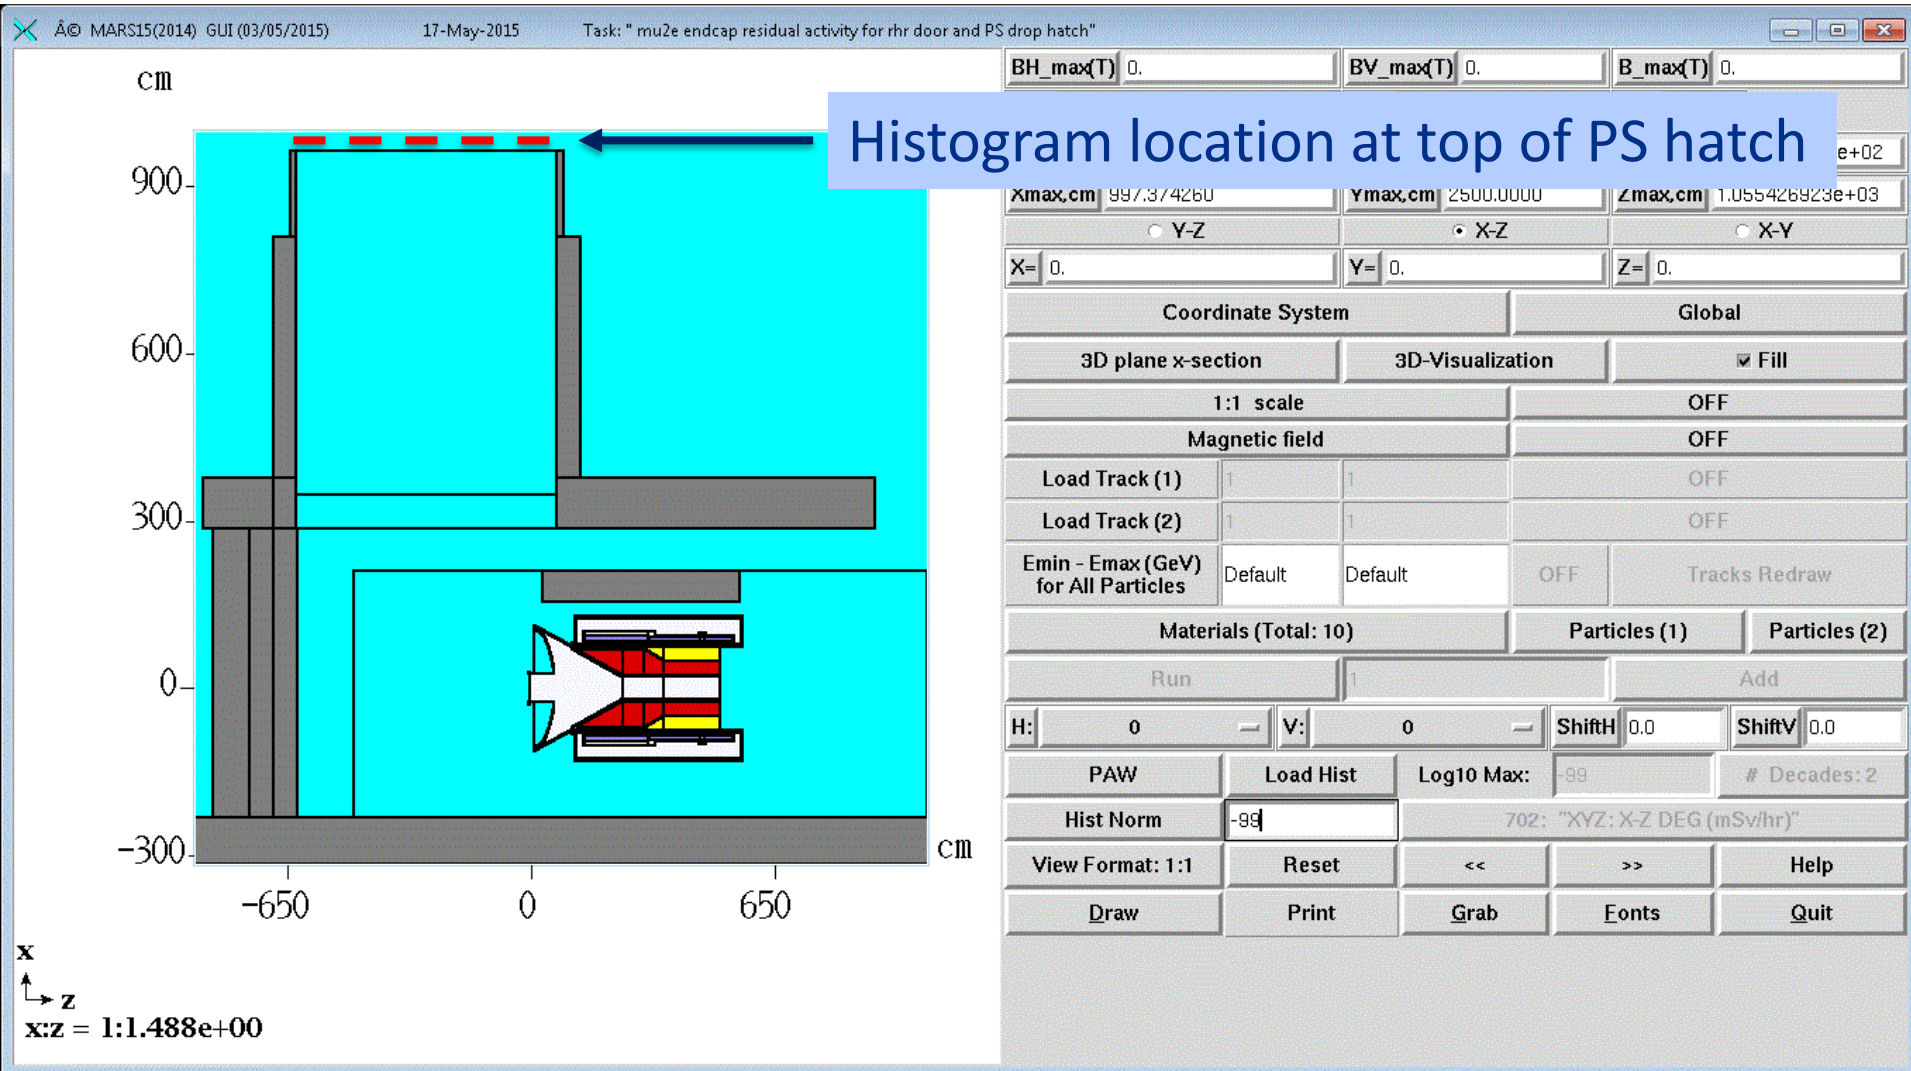 © MARS15(2014) GUI (03/05/2015) 17-May-2015 Task: " mu2e endcap residual activity for rhr door and PS drop hatch"
BH_max(T) 0. BV_max(T) 0. B_max(T) 0.
Histogram location at top of PS hatch
e+02
Xmax,cm 997.374260 Ymax,cm 2500.0000 Zmax,cm 1.055426923e+03
Y-Z X-Z X-Y
X= 0. Y= 0. Z= 0.
Coordinate System Global
3D plane x-section 3D-Visualization Fill
1:1 scale OFF
Magnetic field OFF
Load Track (1) 1 1 OFF
Load Track (2) 1 1 OFF
Emin - Emax (GeV)
for All Particles Default Default OFF Tracks Redraw
Materials (Total: 10) Particles (1) Particles (2)
Run 1 Add
H: 0 V: 0 ShiftH 0.0 ShiftV 0.0
PAW Load Hist Log10 Max: -99 # Decades: 2
Hist Norm -99 702: "XYZ: X-Z DEG (mSv/hr)"
View Format: 1:1 Reset << >> Help
Draw Print Grab Fonts Quit
cm
900
600
300
0
-300
cm
-650 0 650
x
z
x:z = 1:1.488e+00